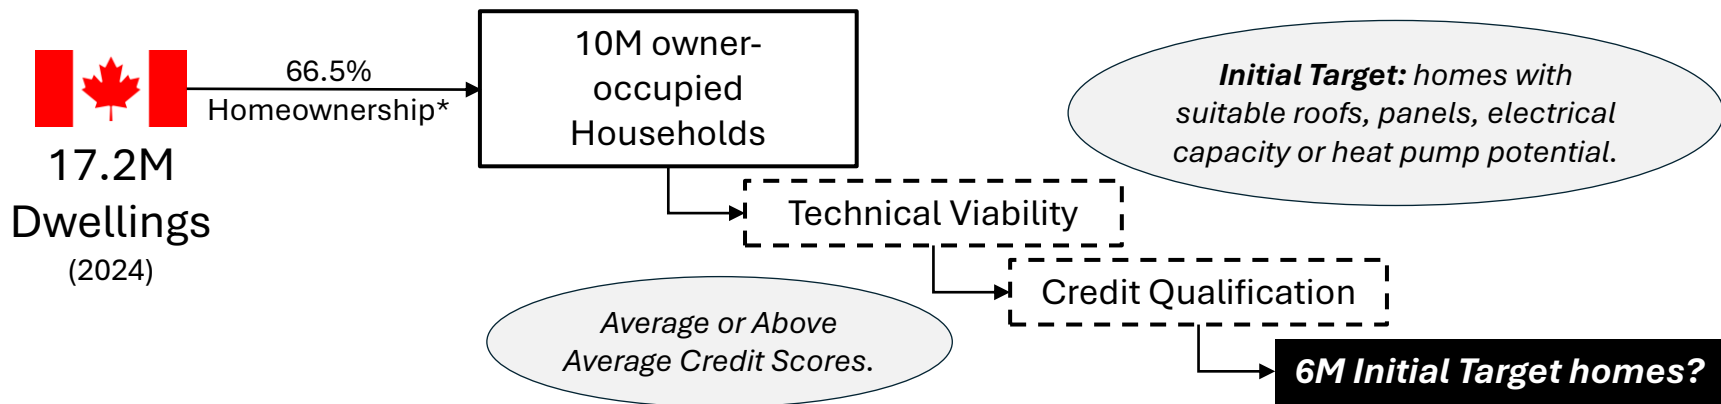 17.2M
Dwellings
(2024)
66.5%
Homeownership*
10M owner-
occupied
Households
Initial Target: homes with
suitable roofs, panels, electrical
capacity or heat pump potential.
Technical Viability
Credit Qualification
Average or Above
Average Credit Scores.
6M Initial Target homes?